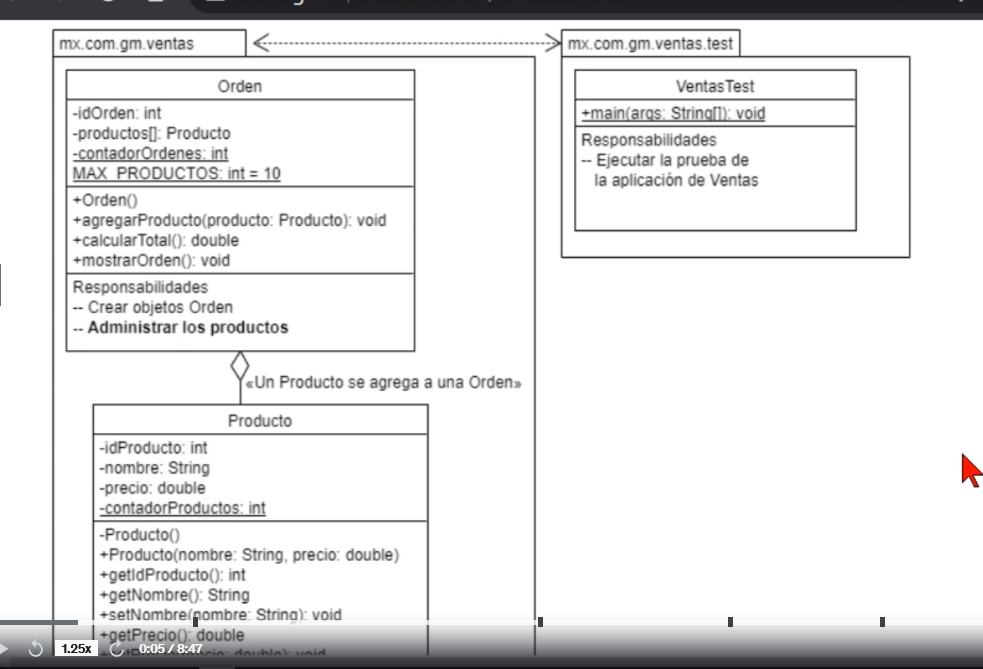 mx.com.gm.ventas
Orden
-idOrden: int
-productos[]: Producto
-contadorOrdenes: int
MAX_PRODUCTOS: int = 10
+Orden()
+agregarProducto(producto: Producto): void
+calcularTotal(): double
+mostrarOrden(): void
Responsabilidades
-- Crear objetos Orden
-- Administrar los productos
«Un Producto se agrega a una Orden»
Producto
-idProducto: int
-nombre: String
-precio: double
-contadorProductos: int
-Producto()
+Producto(nombre: String, precio: double)
+getIdProducto(): int
+getNombre(): String
+setNombre(nombre: String): void
+getPrecio(): double
double): void
mx.com.gm.ventas.test
VentasTest
+main(args: String[]): void
Responsabilidades
-- Ejecutar la prueba de
la aplicación de Ventas
1.25x
0:05 / 8:47